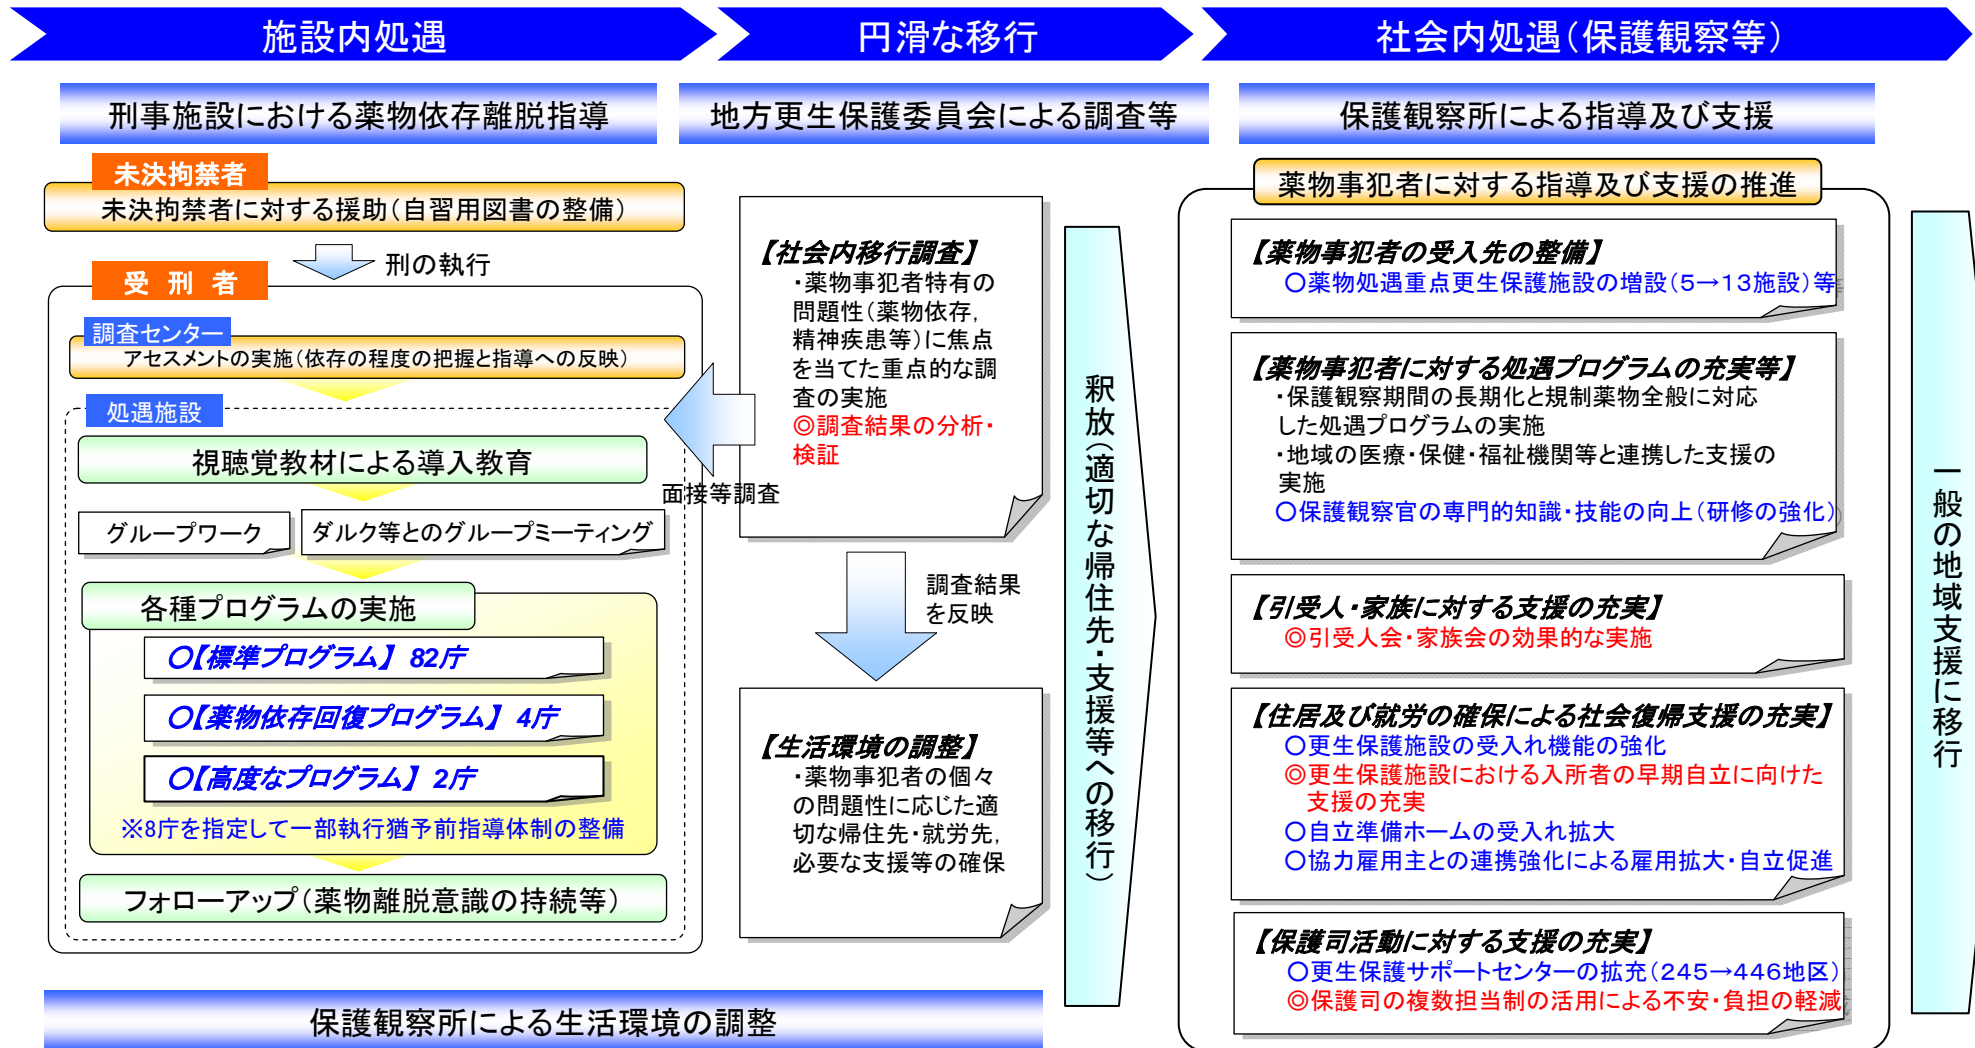 施設内処遇
円滑な移行
社会内処遇(保護観察等)
刑事施設における薬物依存離脱指導
地方更生保護委員会による調査等
保護観察所による指導及び支援
未決拘禁者
未決拘禁者に対する援助(自習用図書の整備)
刑の執行
受 刑 者
調査センター
アセスメントの実施(依存の程度の把握と指導への反映)
処遇施設
視聴覚教材による導入教育
グループワーク
ダルク等とのグループミーティング
各種プログラムの実施
○【標準プログラム】 82庁
○【薬物依存回復プログラム】 4庁
○【高度なプログラム】 2庁
※8庁を指定して一部執行猶予前指導体制の整備
フォローアップ(薬物離脱意識の持続等)
保護観察所による生活環境の調整
【社会内移行調査】
・薬物事犯者特有の
問題性(薬物依存,
精神疾患等)に焦点
を当てた重点的な調
査の実施
◎調査結果の分析・
検証
面接等調査
調査結果
を反映
【生活環境の調整】
・薬物事犯者の個々
の問題性に応じた適
切な帰住先・就労先,
必要な支援等の確保
釈放(適切な帰住先・支援等への移行)
薬物事犯者に対する指導及び支援の推進
【薬物事犯者の受入先の整備】
○薬物処遇重点更生保護施設の増設(5→13施設)等
【薬物事犯者に対する処遇プログラムの充実等】
・保護観察期間の長期化と規制薬物全般に対応
した処遇プログラムの実施
・地域の医療・保健・福祉機関等と連携した支援の
実施
○保護観察官の専門的知識・技能の向上(研修の強化)
【引受人・家族に対する支援の充実】
◎引受人会・家族会の効果的な実施
【住居及び就労の確保による社会復帰支援の充実】
○更生保護施設の受入れ機能の強化
◎更生保護施設における入所者の早期自立に向けた
支援の充実
○自立準備ホームの受入れ拡大
○協力雇用主との連携強化による雇用拡大・自立促進
【保護司活動に対する支援の充実】
○更生保護サポートセンターの拡充(245→446地区)
◎保護司の複数担当制の活用による不安・負担の軽減
一般の地域支援に移行